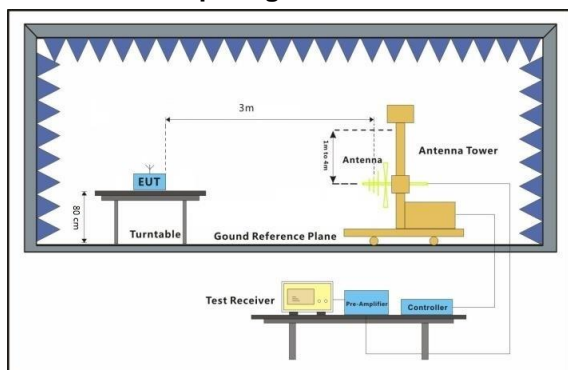 3m
1m to 4m
Antenna
Antenna Tower
EUT
80 cm
Turntable
Gound Reference Plane
Test Receiver
Pre-Amplifier
Controller